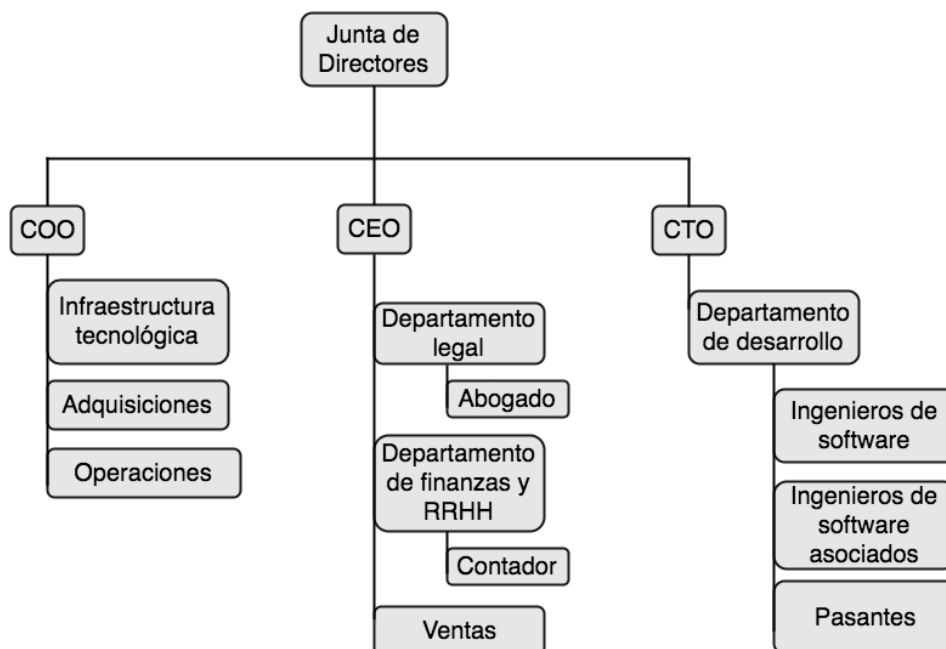 Junta de
Directores
COO
CEO
CTO
Infraestructura
tecnológica
Adquisiciones
Operaciones
Departamento
legal
Abogado
Departamento
de finanzas y
RRHH
Contador
Ventas
Departamento
de desarrollo
Ingenieros de
software
Ingenieros de
software
asociados
Pasantes